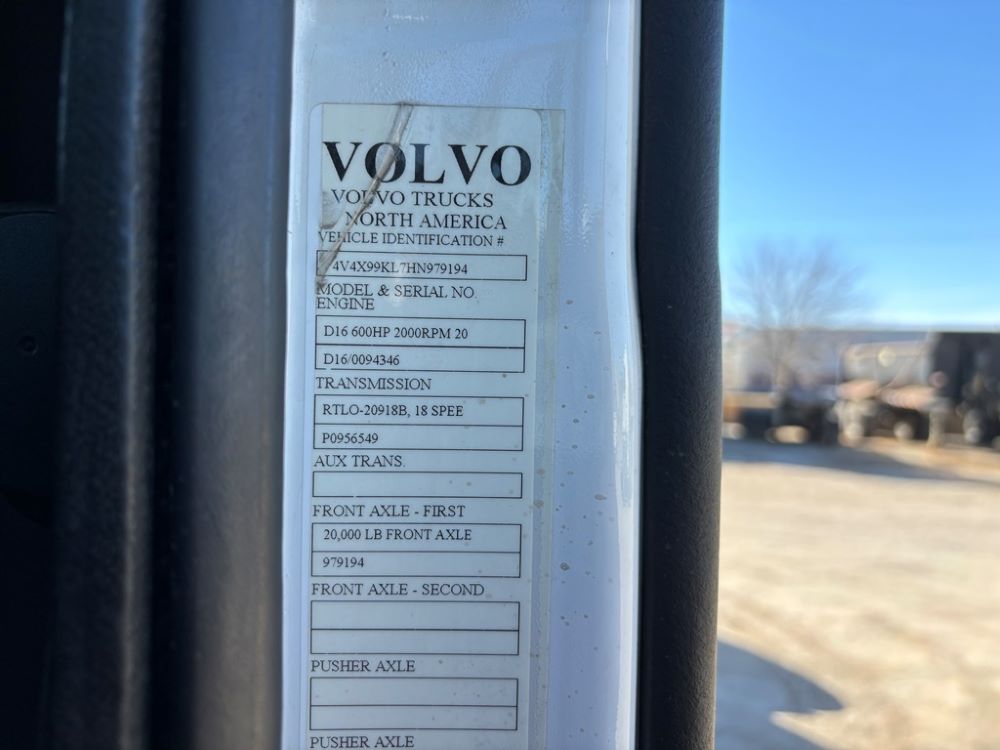 VOLVO
VOLVO TRUCKS
NORTH AMERICA
VEHICLE IDENTIFICATION #
4V4X99KL7HN979194
MODEL & SERIAL NO.
ENGINE
D16 600HP 2000RPM 20
D16/0094346
TRANSMISSION
RTLO-20918B, 18 SPEE
P0956549
AUX TRANS.
FRONT AXLE - FIRST
20,000 LB FRONT AXLE
979194
FRONT AXLE - SECOND
PUSHER AXLE
PUSHER AXLE